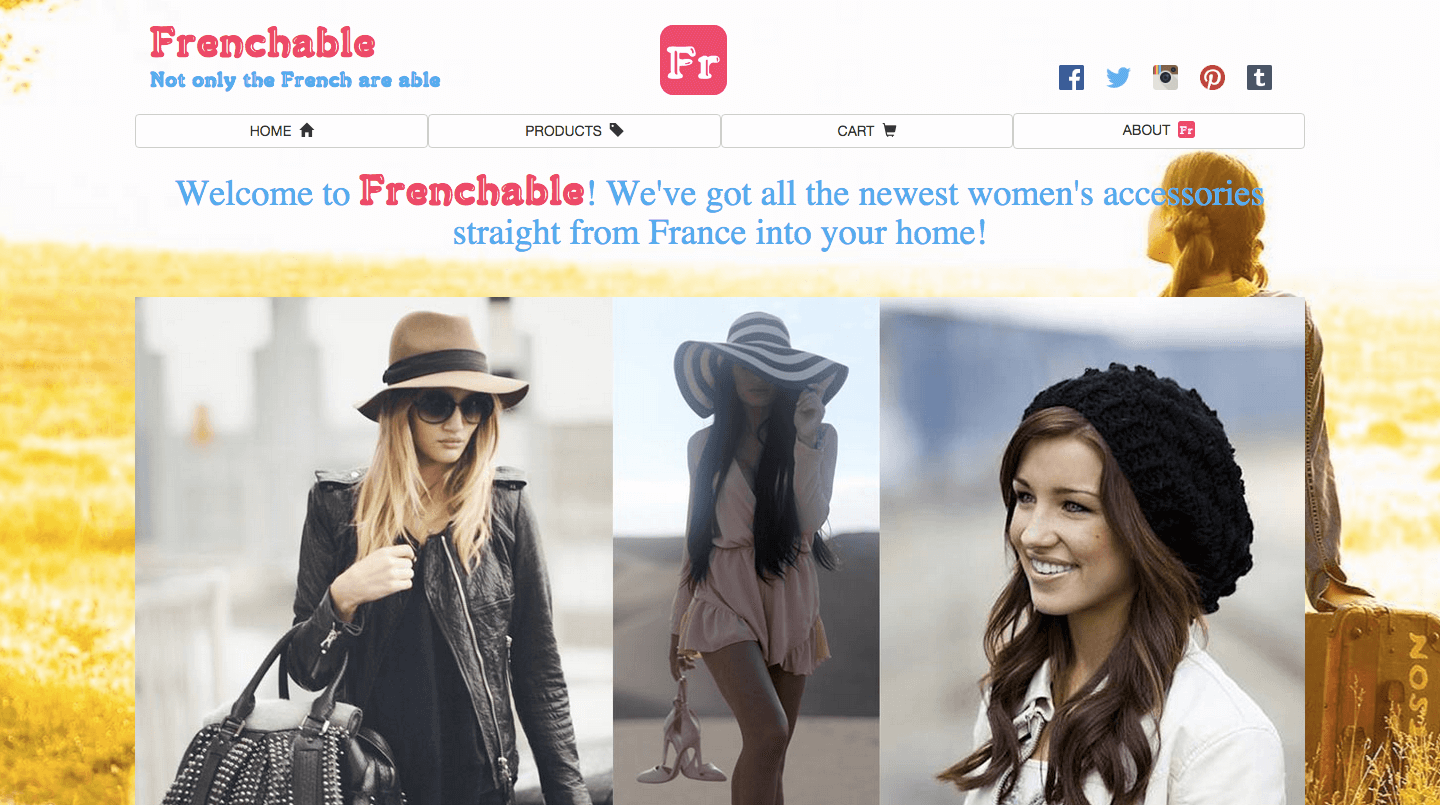 Frenchable
Not only the French are able
Fr
f
t
HOME
PRODUCTS
CART
ABOUT Fr
Welcome to Frenchable! We've got all the newest women's accessories
straight from France into your home!
SON